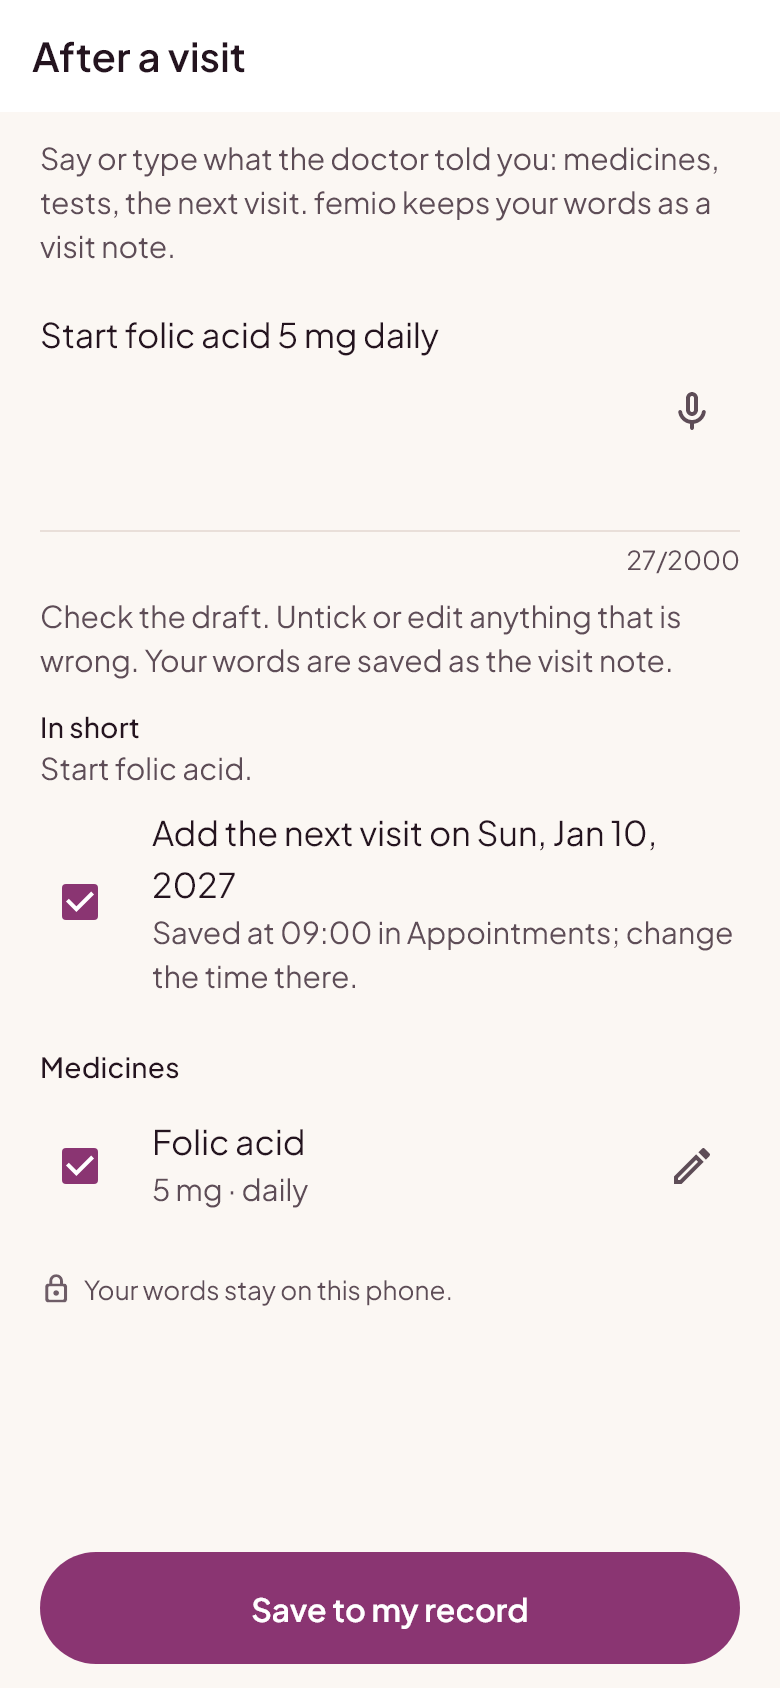 After a visit
Say or type what the doctor told you: medicines,
tests, the next visit. femio keeps your words as a
visit note.
Start folic acid 5 mg daily
27/2000
Check the draft. Untick or edit anything that is
wrong. Your words are saved as the visit note.
In short
Start folic acid.
Add the next visit on Sun, Jan 10,
2027
Saved at 09:00 in Appointments; change
the time there.
Medicines
Folic acid
5 mg · daily
Your words stay on this phone.
Save to my record